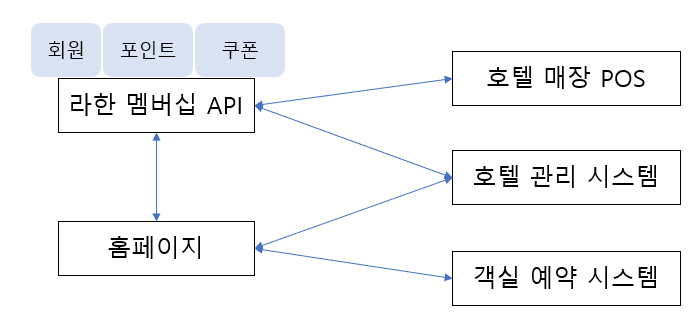 회원
포인트
쿠폰
라한 멤버십 API
호텔 매장 POS
호텔 관리 시스템
홈페이지
객실 예약 시스템